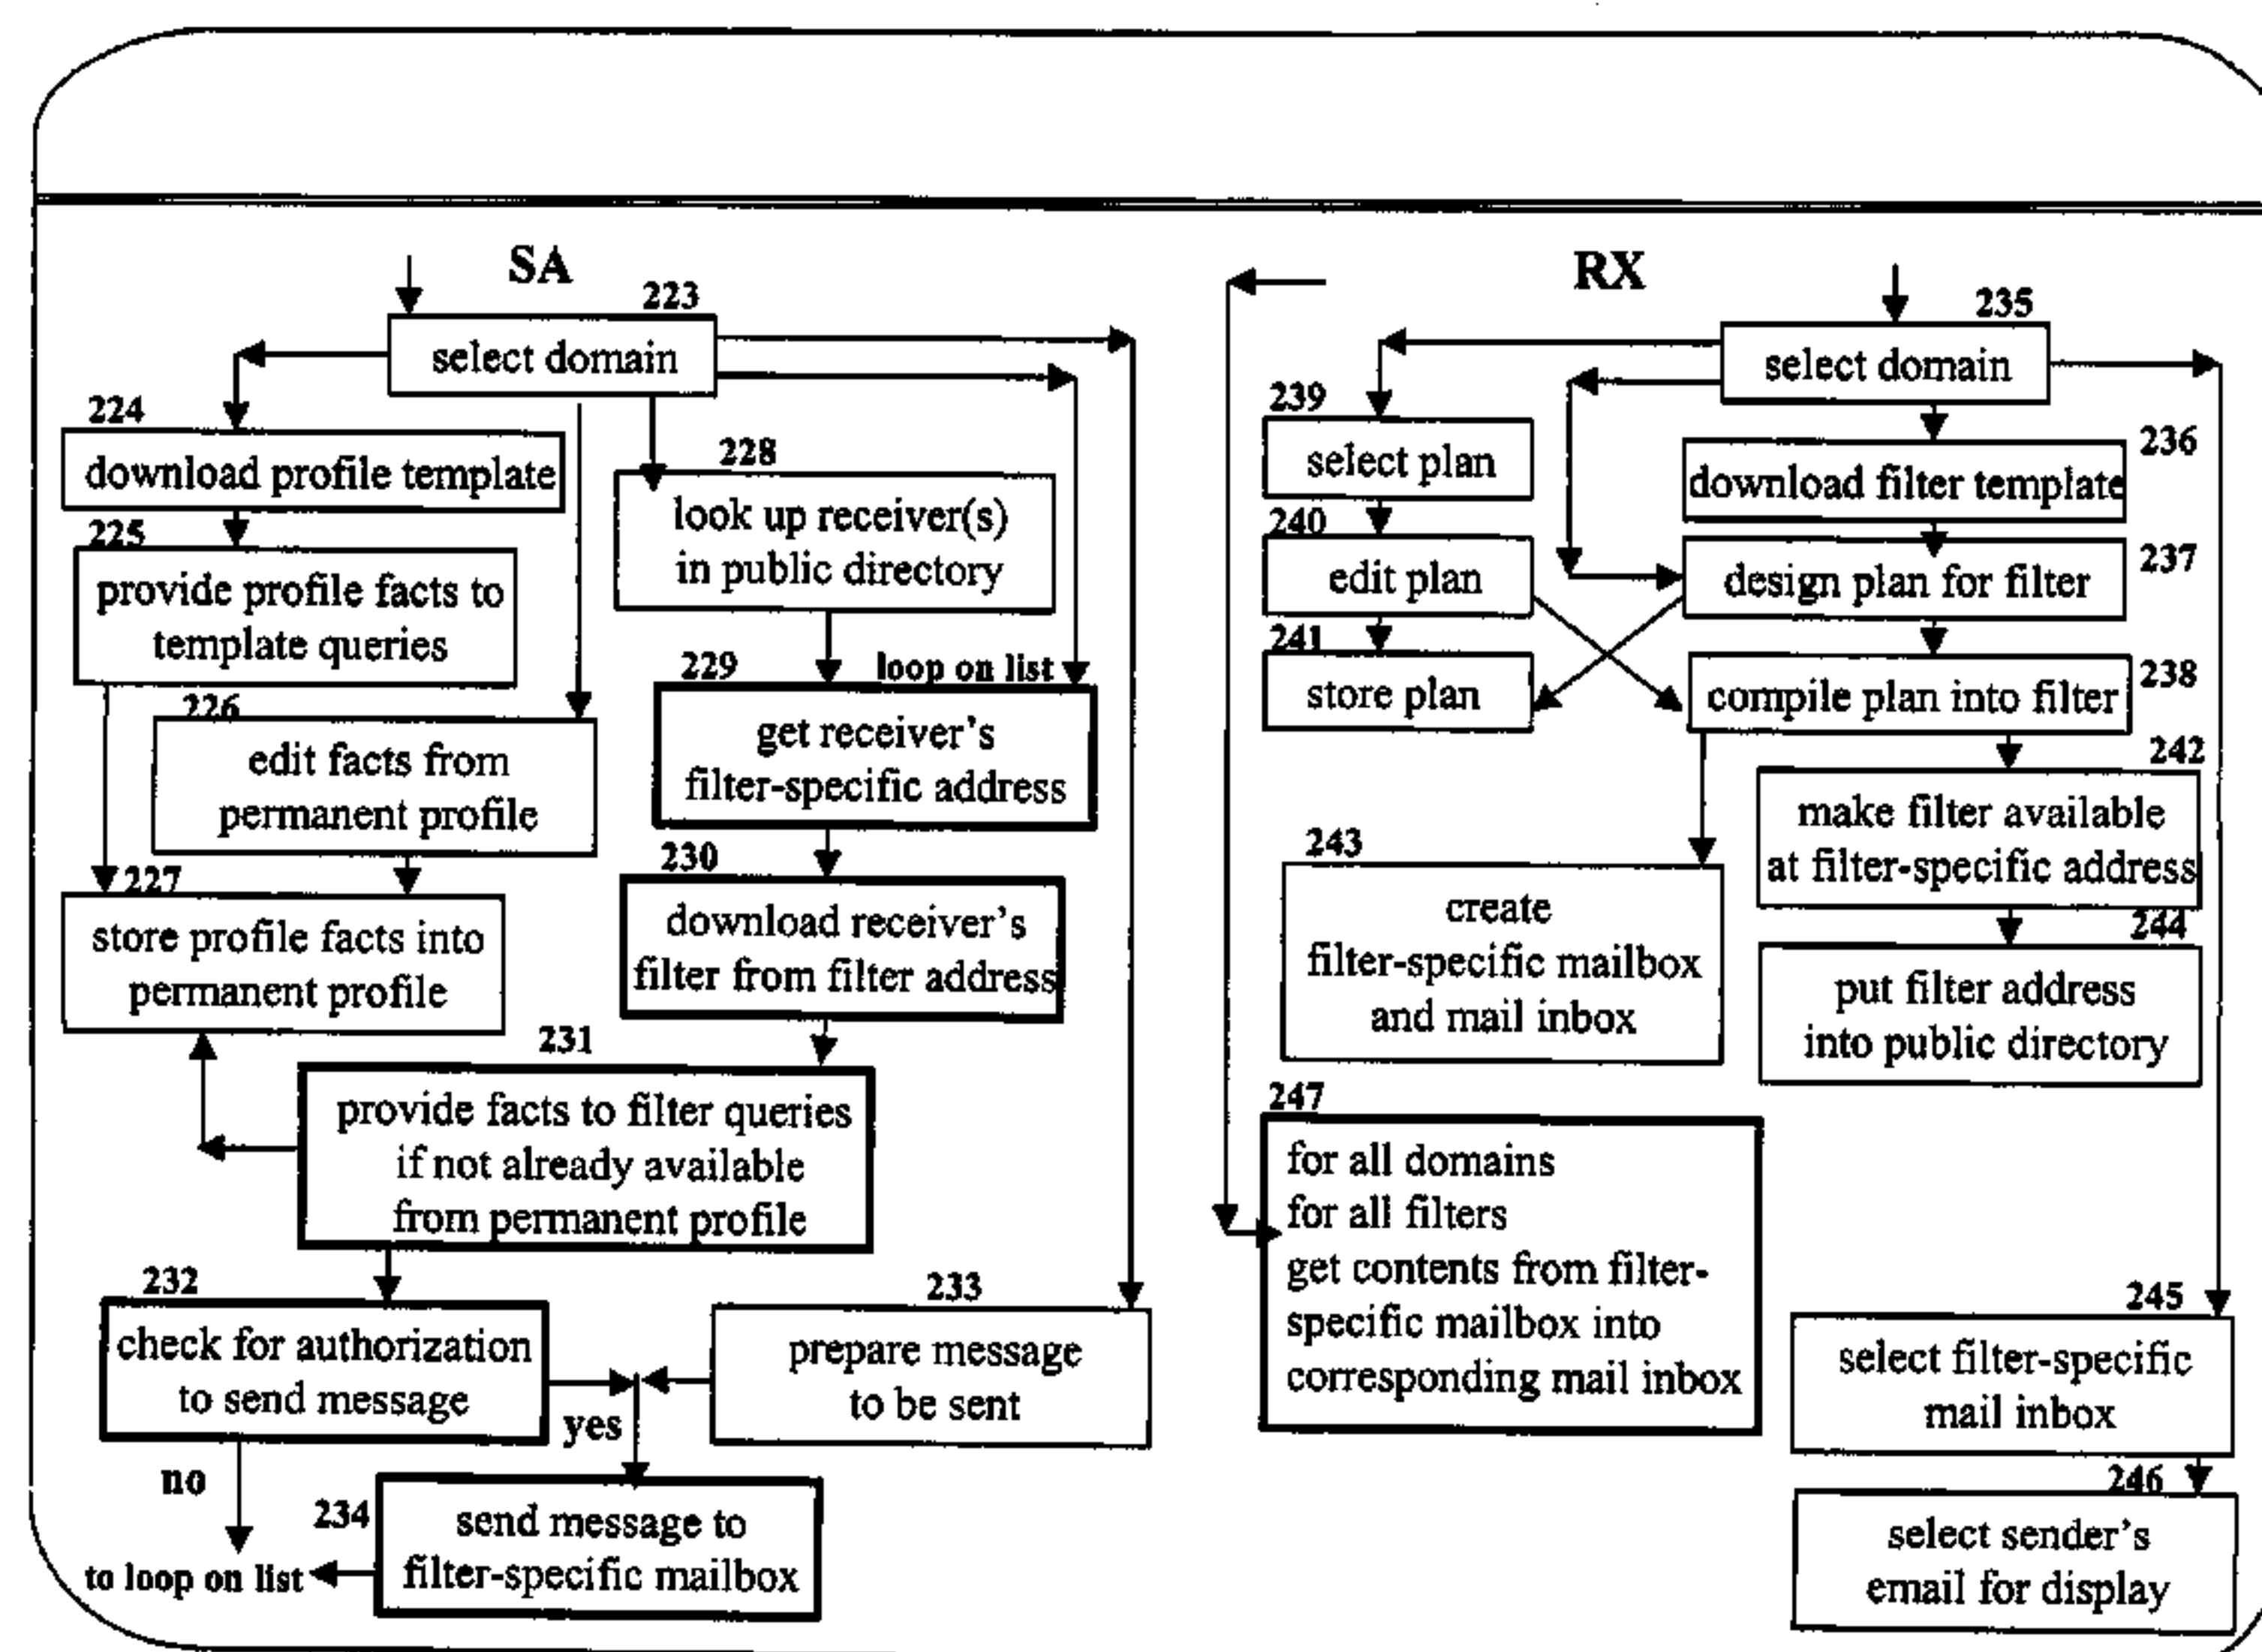 SA
223
select domain
224
download profile template
225
provide profile facts to
template queries
226
edit facts from
permanent profile
227
store profile facts into
permanent profile
228
look up receiver(s)
in public directory
229
loop on list
get receiver's
filter-specific address
230
download receiver's
filter from filter address
231
provide facts to filter queries
if not already available
from permanent profile
232
check for authorization
to send message
yes
no
233
prepare message
to be sent
234
send message to
filter-specific mailbox
to loop on list
RX
235
select domain
236
download filter template
237
design plan for filter
238
compile plan into filter
239
select plan
240
edit plan
241
store plan
242
make filter available
at filter-specific address
243
create
filter-specific mailbox
and mail inbox
244
put filter address
into public directory
247
for all domains
for all filters
get contents from filter-
specific mailbox into
corresponding mail inbox
245
select filter-specific
mail inbox
246
select sender's
email for display